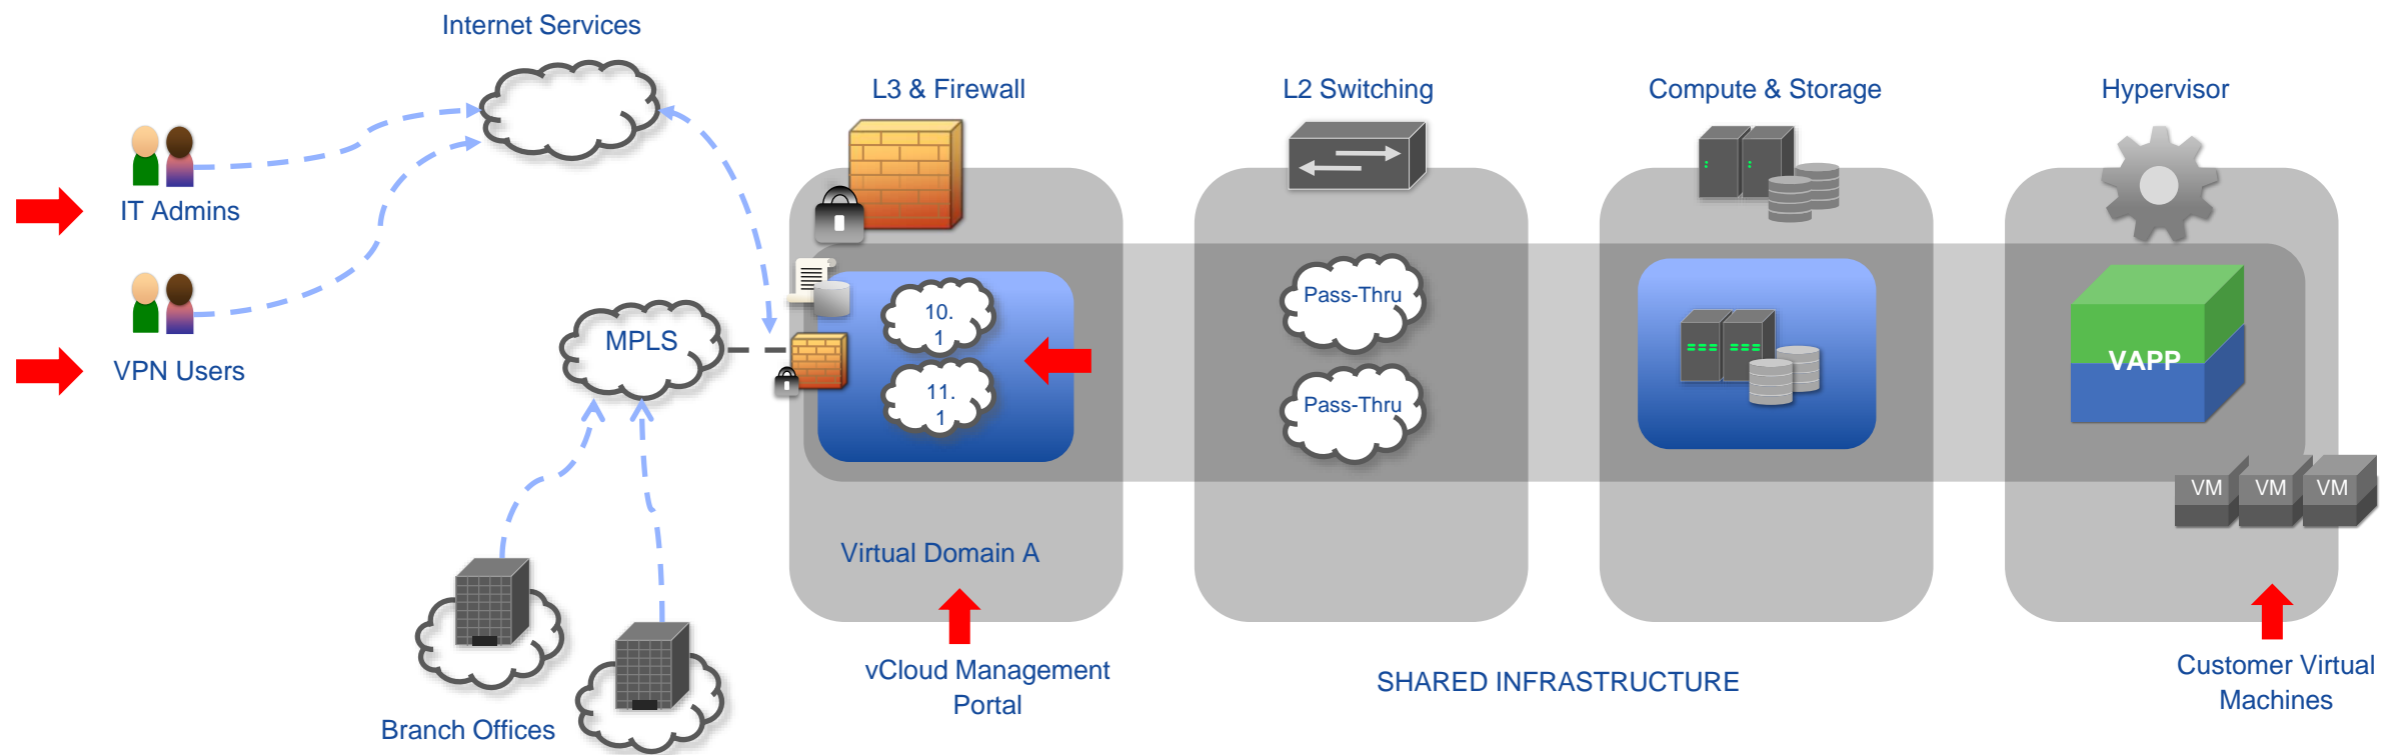 Internet Services
L3 & Firewall
L2 Switching
Compute & Storage
Hypervisor
IT Admins
VPN Users
MPLS
10.
1
11.
1
Pass-Thru
Pass-Thru
VAPP
VM
VM
VM
Virtual Domain A
vCloud Management
Portal
SHARED INFRASTRUCTURE
Customer Virtual
Machines
Branch Offices